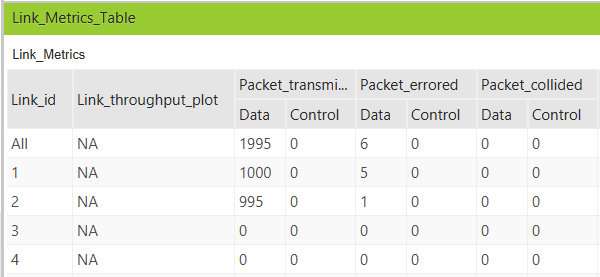 Link_Metrics_Table
Link_Metrics
Link_id Link_throughput_plot Packet_transmi... Packet_errored Packet_collided
Data Control Data Control Data Control
All NA 1995 0 6 0 0 0
1 NA 1000 0 5 0 0 0
2 NA 995 0 1 0 0 0
3 NA 0 0 0 0 0 0
4 NA 0 0 0 0 0 0